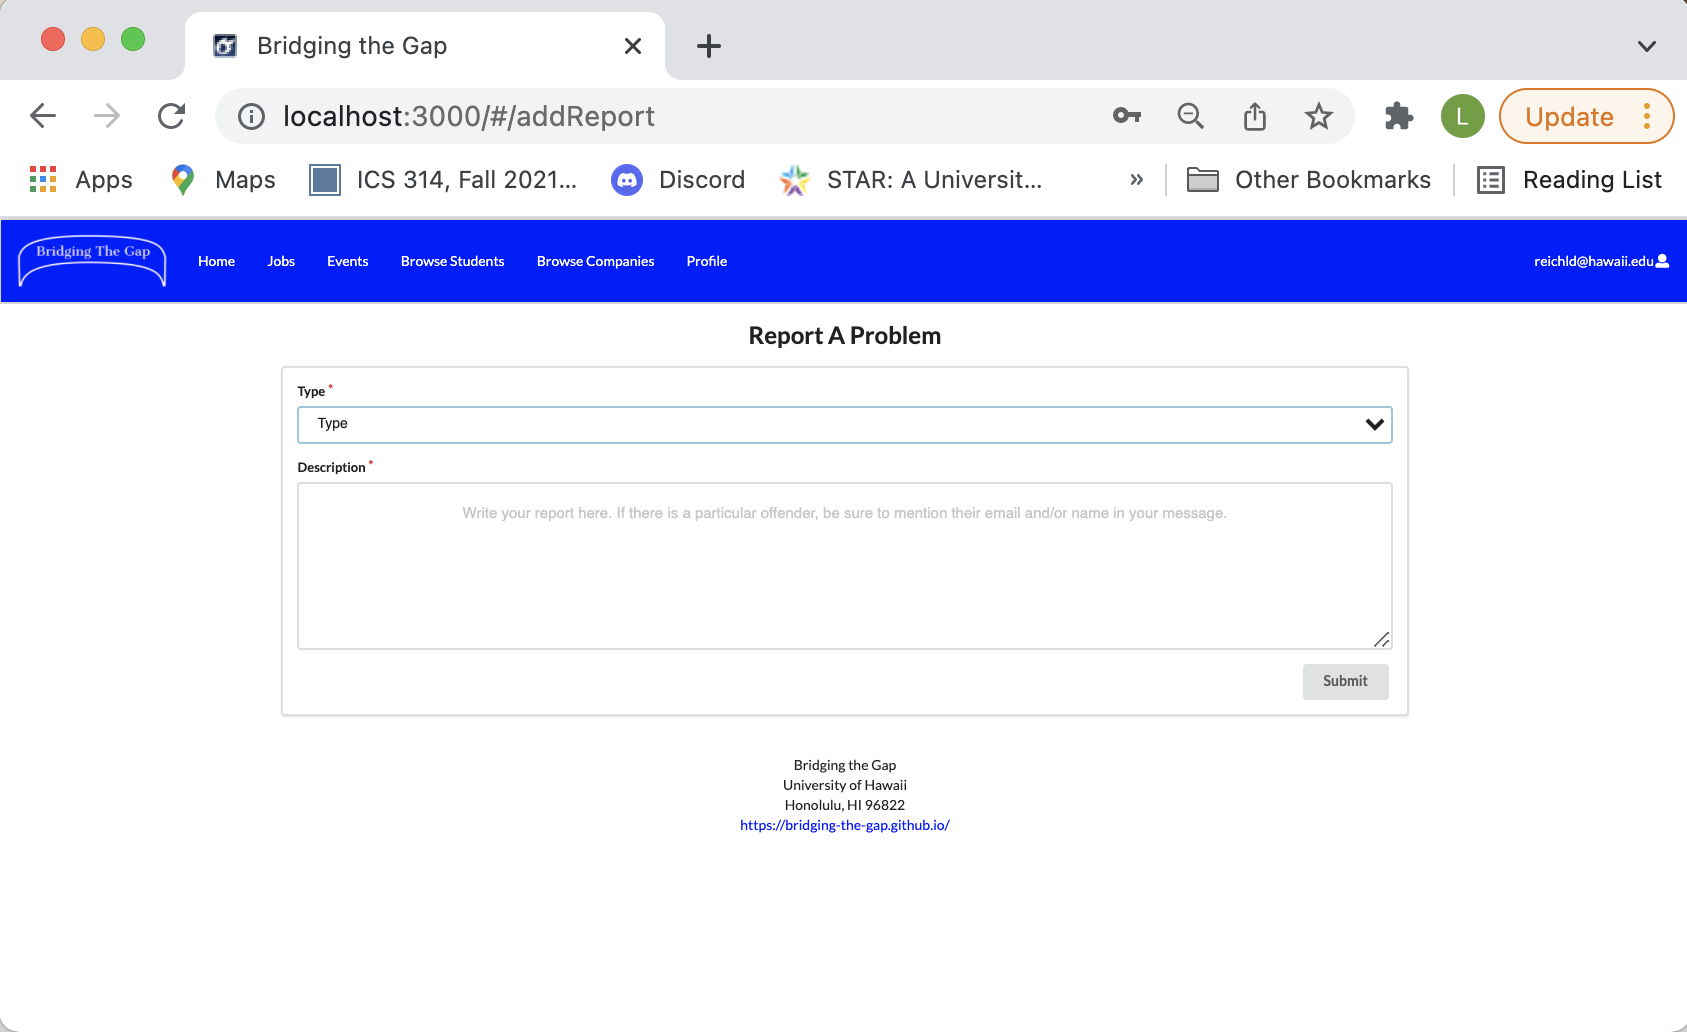 Bridging the Gap
localhost:3000/#/addReport
L
Update
Apps
Maps
ICS 314, Fall 2021...
Discord
STAR: A Universit...
»
Other Bookmarks
Reading List
Bridging The Gap
Home
Jobs
Events
Browse Students
Browse Companies
Profile
reichld@hawaii.edu
Report A Problem
Type *
Type
Description *
Write your report here. If there is a particular offender, be sure to mention their email and/or name in your message.
Submit
Bridging the Gap
University of Hawaii
Honolulu, HI 96822
https://bridging-the-gap.github.io/